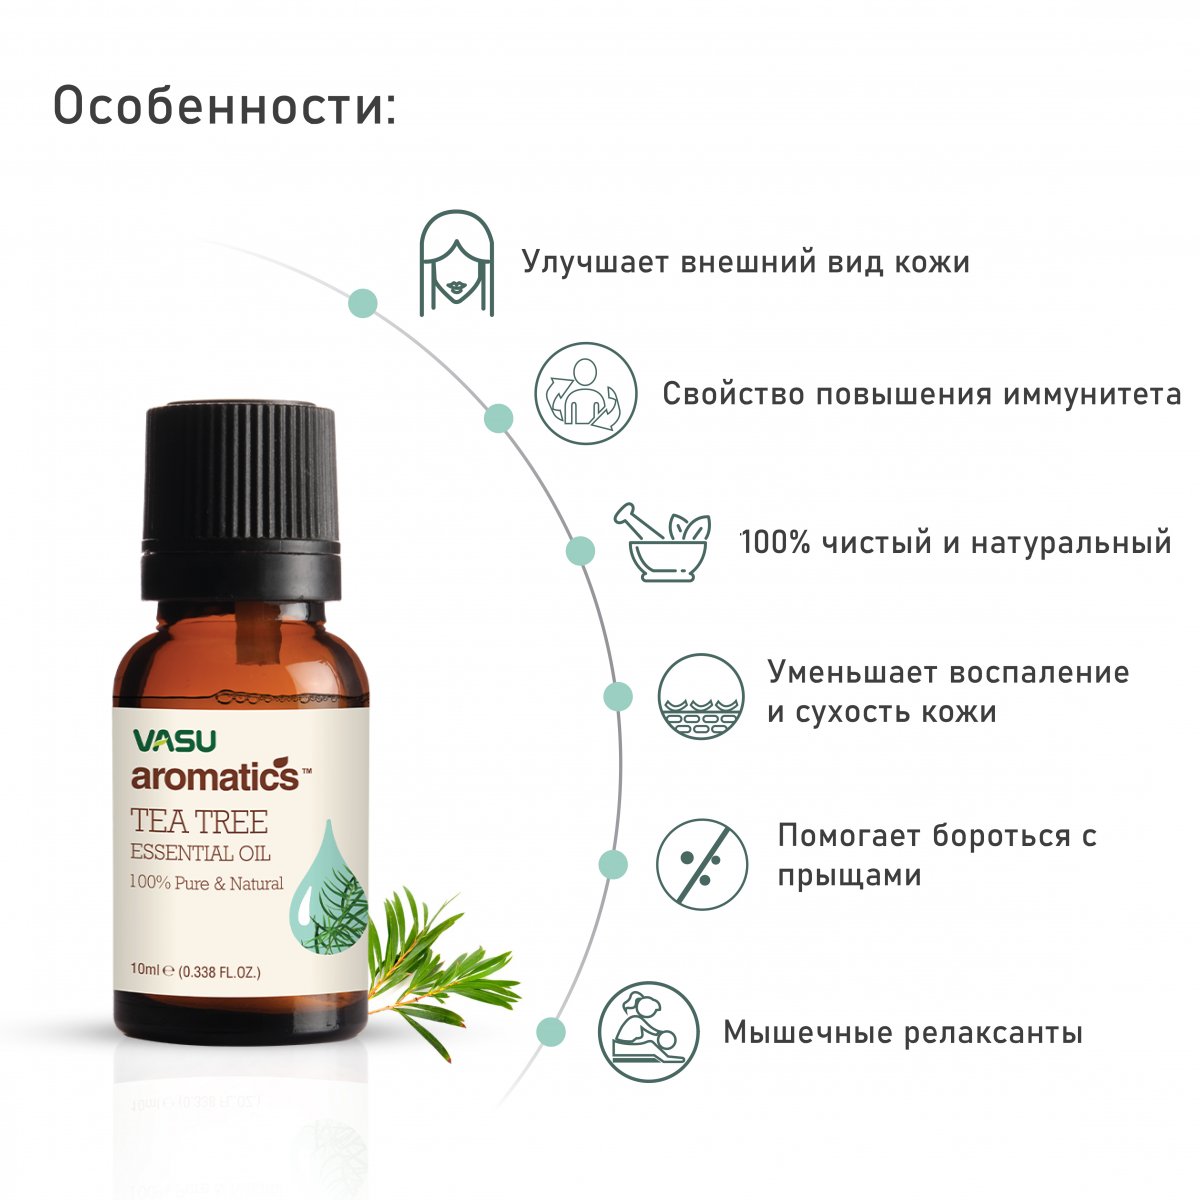 Особенности:
Улучшает внешний вид кожи
Свойство повышения иммунитета
100% чистый и натуральный
Уменьшает воспаление
и сухость кожи
Помогает бороться с
прыщами
Мышечные релаксанты
VASU
aromatics™
TEA TREE
ESSENTIAL OIL
100% Pure & Natural
10ml ℮ (0.338 FL.OZ.)